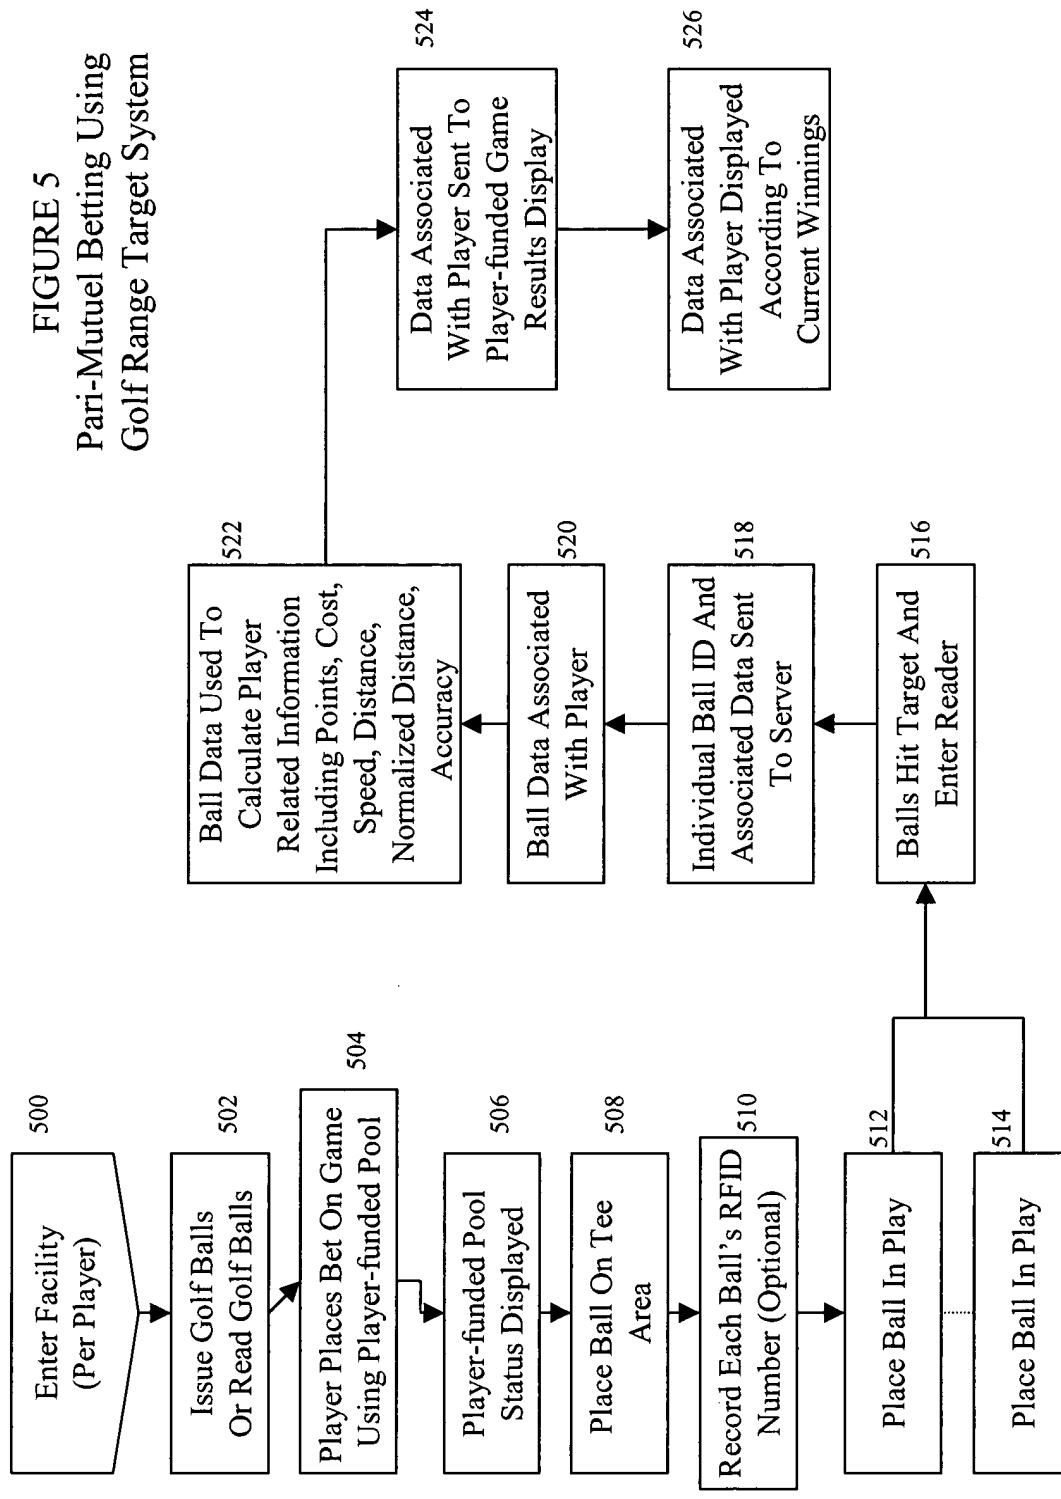 FIGURE 5
Pari-Mutuel Betting Using
Golf Range Target System
500
Enter Facility
(Per Player)
502
Issue Golf Balls
Or Read Golf Balls
504
Player Places Bet On Game
Using Player-funded Pool
506
Player-funded Pool
Status Displayed
508
Place Ball On Tee
Area
510
Record Each Ball's RFID
Number (Optional)
512
Place Ball In Play
514
Place Ball In Play
516
Balls Hit Target And
Enter Reader
518
Individual Ball ID And
Associated Data Sent
To Server
520
Ball Data Associated
With Player
522
Ball Data Used To
Calculate Player
Related Information
Including Points, Cost,
Speed, Distance,
Normalized Distance,
Accuracy
524
Data Associated
With Player Sent To
Player-funded Game
Results Display
526
Data Associated
With Player Displayed
According To
Current Winnings